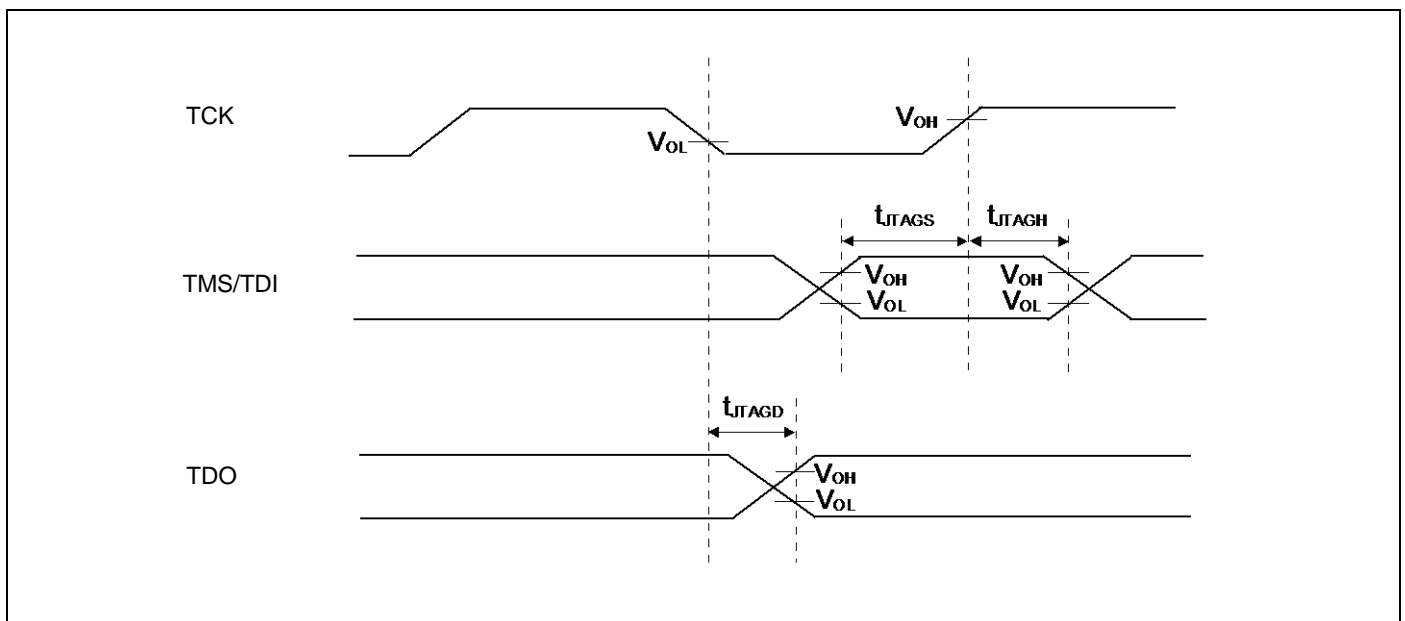 TCK
VOL
VOH
tJTAGS
tJTAGH
TMS/TDI
VOH
VOL
VOH
VOL
tJTAGD
TDO
VOH
VOL